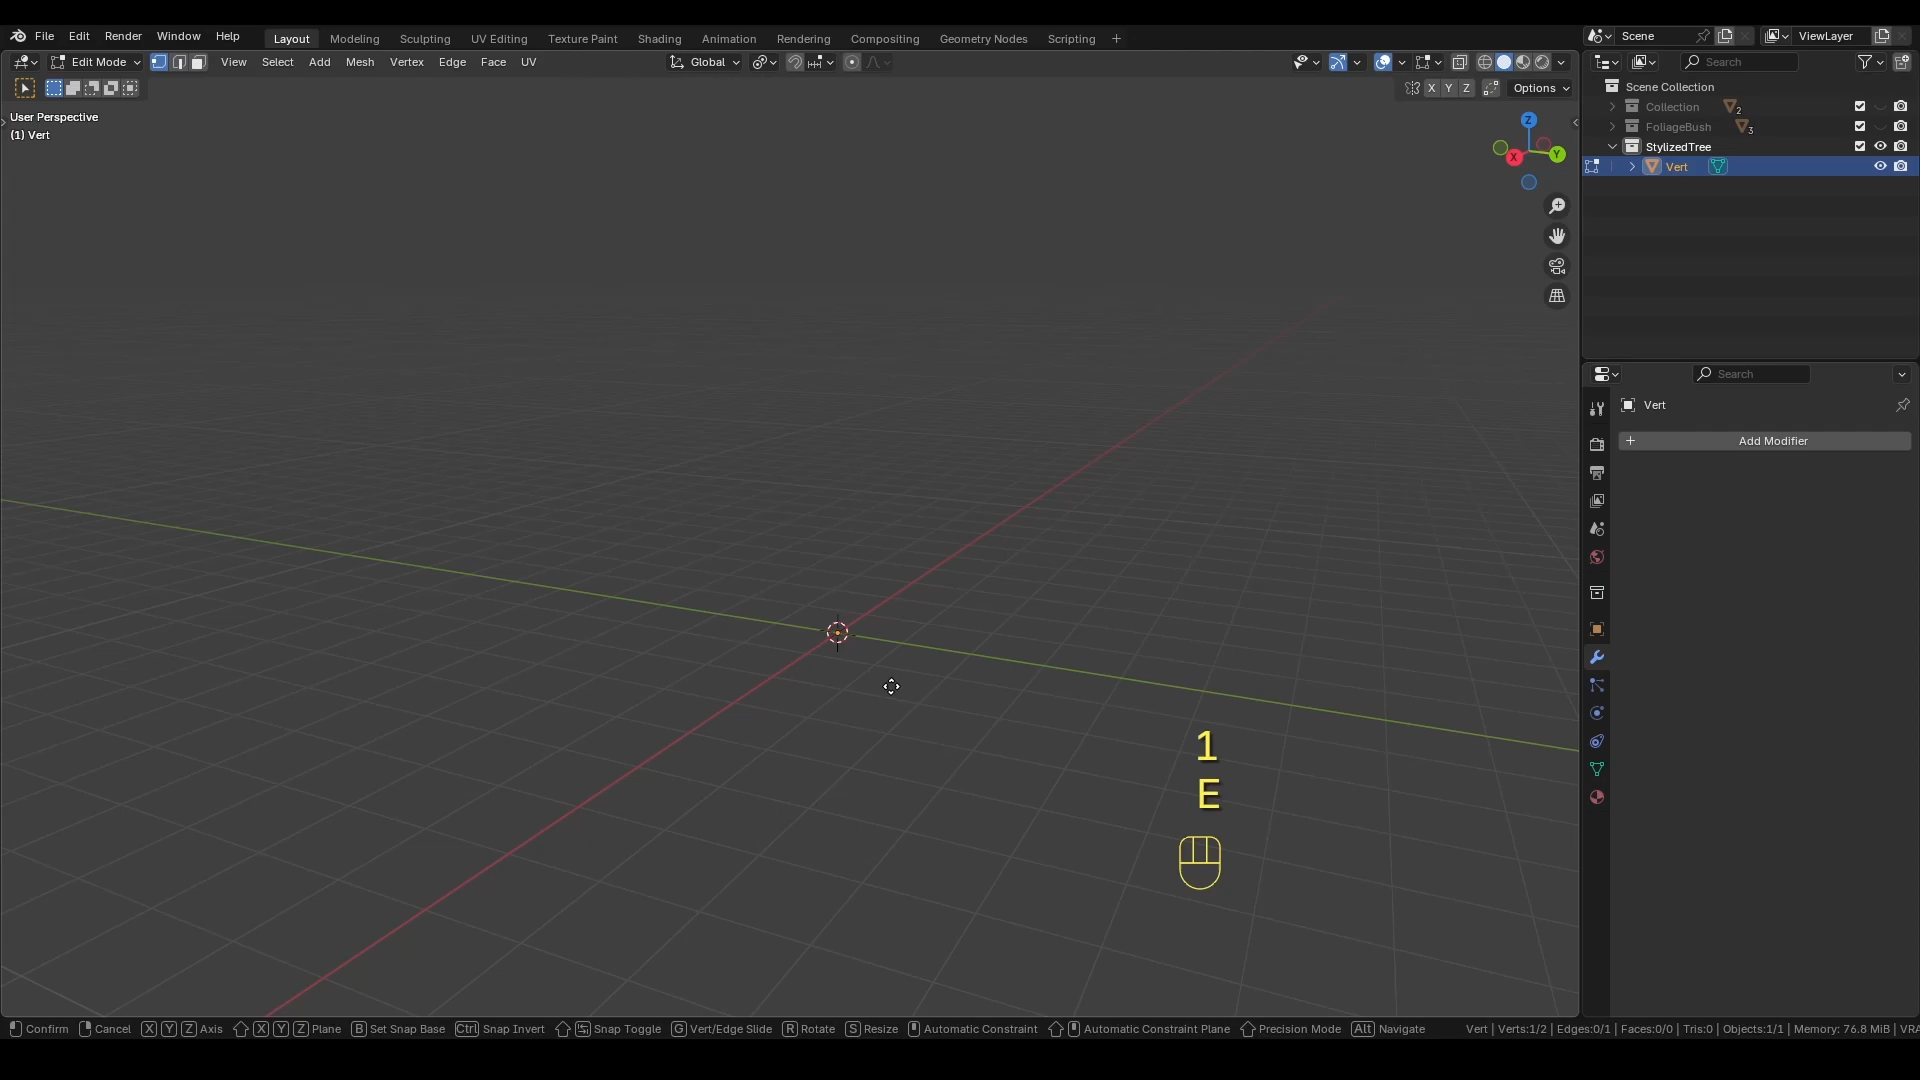 File Edit Render Window Help Layout Modeling Sculpting UV Editing Texture Paint Shading Animation Rendering Compositing Geometry Nodes Scripting + Scene ViewLayer
Edit Mode View Select Add Mesh Vertex Edge Face UV Global Search
X Y Z Options
Scene Collection
User Perspective
(1) Vert
Collection 2
FoliageBush 3
StylizedTree
Vert
Z
X Y
Search
Vert
+ Add Modifier
1
E
Confirm Cancel X Y Z Axis X Y Z Plane B Set Snap Base Ctrl Snap Invert Snap Toggle G Vert/Edge Slide R Rotate S Resize Automatic Constraint Automatic Constraint Plane Precision Mode Alt Navigate Vert | Verts:1/2 | Edges:0/1 | Faces:0/0 | Tris:0 | Objects:1/1 | Memory: 76.8 MiB | VRA